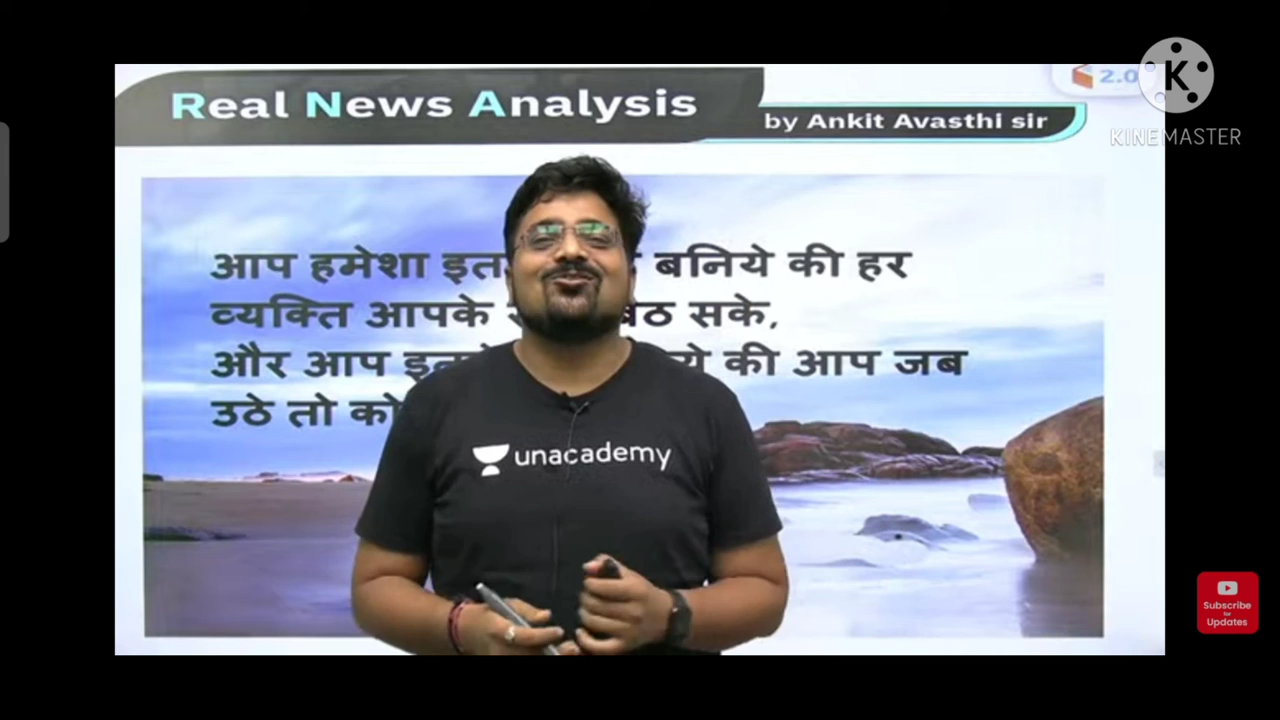 Real News Analysis
by Ankit Avasthi sir
2.0
K
KINEMASTER
आप हमेशा बनिये की हर
व्यक्ति आपके सके,
और आप की आप जब
उठे तो
unacademy
Subscribe
for
Updates